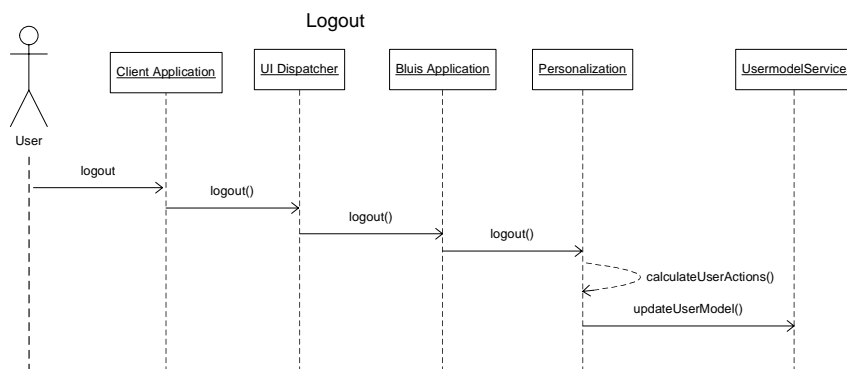 Logout
Client Application
UI Dispatcher
Bluis Application
Personalization
UsermodelService
User
logout
logout()
logout()
logout()
calculateUserActions()
updateUserModel()